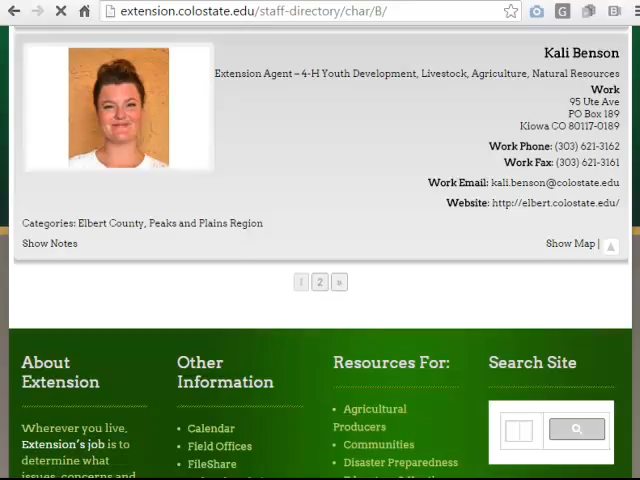 extension.colostate.edu/staff-directory/char/B/
Kali Benson
Extension Agent – 4-H Youth Development, Livestock, Agriculture, Natural Resources
Work
95 Ute Ave
PO Box 189
Kiowa CO 80117-0189
Work Phone: (303) 621-3162
Work Fax: (303) 621-3161
Work Email: kali.benson@colostate.edu
Website: http://elbert.colostate.edu/
Categories: Elbert County, Peaks and Plains Region
Show Notes
Show Map | ▲
1 2 »
About
Extension
Wherever you live,
Extension's job is to
determine what
issues, concerns and
Other
Information
• Calendar
• Field Offices
• FileShare
Resources For:
• Agricultural
Producers
• Communities
• Disaster Preparedness
Search Site